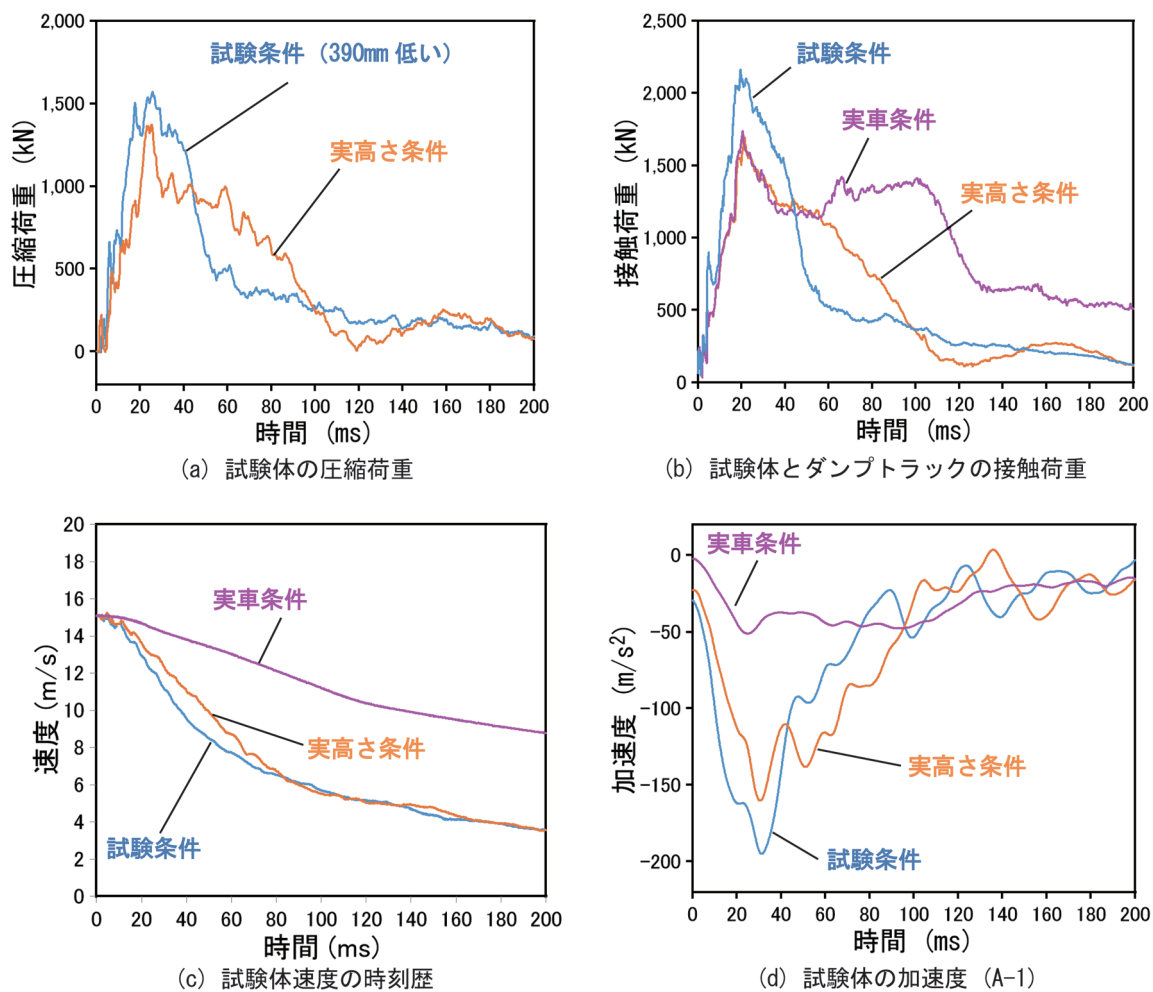 2,000
1,500
1,000
500
0
圧縮荷重 (kN)
試験条件 (390mm 低い)
実高さ条件
0 20 40 60 80 100 120 140 160 180 200
時間 (ms)
(a) 試験体の圧縮荷重
2,500
2,000
1,500
1,000
500
0
接触荷重 (kN)
試験条件
実車条件
実高さ条件
0 20 40 60 80 100 120 140 160 180 200
時間 (ms)
(b) 試験体とダンプトラックの接触荷重
20
18
16
14
12
10
8
6
4
2
0
速度 (m/s)
実車条件
実高さ条件
試験条件
0 20 40 60 80 100 120 140 160 180 200
時間 (ms)
(c) 試験体速度の時刻歴
0
-50
-100
-150
-200
加速度 (m/s²)
実車条件
実高さ条件
試験条件
0 20 40 60 80 100 120 140 160 180 200
時間 (ms)
(d) 試験体の加速度 (A-1)